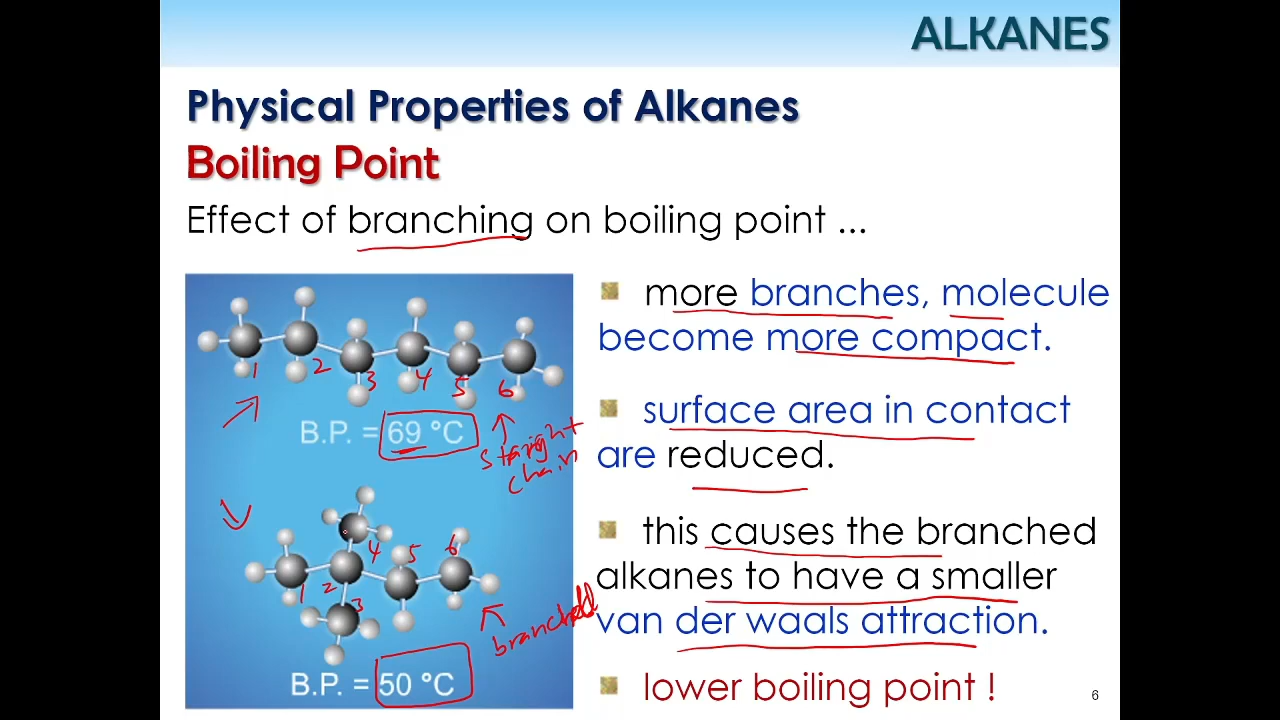 ALKANES
Physical Properties of Alkanes
Boiling Point
Effect of branching on boiling point ...
1 2 3 4 5 6
B.P. = 69 °C
straight
chain
1 2 3 4 5 6
branched
B.P. = 50 °C
more branches, molecule
become more compact.
surface area in contact
are reduced.
this causes the branched
alkanes to have a smaller
van der waals attraction.
lower boiling point !
6